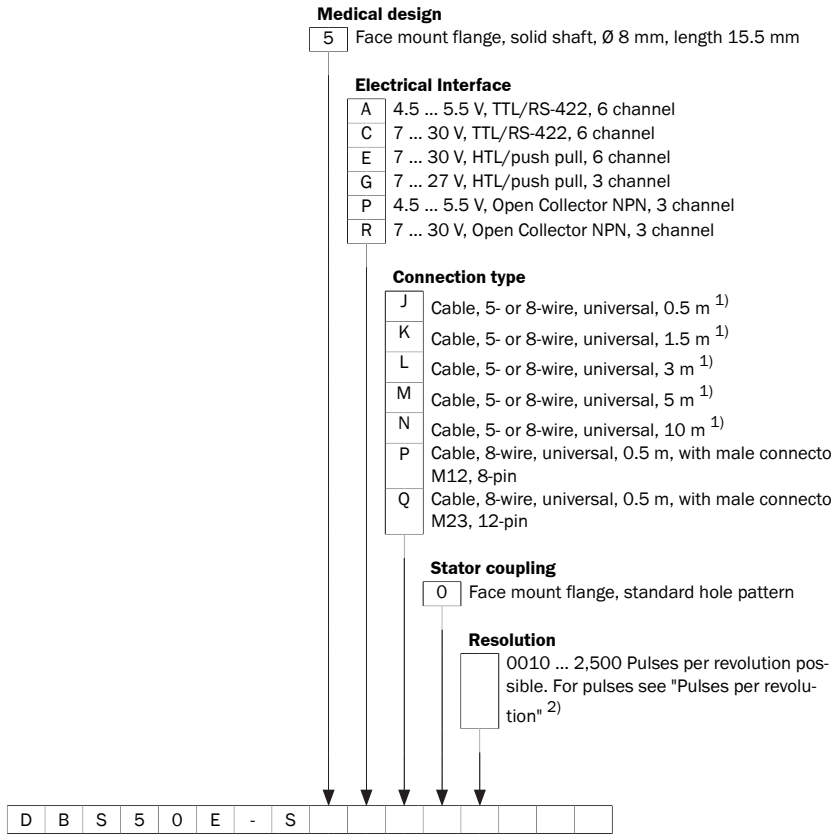 Medical design
5 Face mount flange, solid shaft, Ø 8 mm, length 15.5 mm
Electrical Interface
A 4.5 ... 5.5 V, TTL/RS-422, 6 channel
C 7 ... 30 V, TTL/RS-422, 6 channel
E 7 ... 30 V, HTL/push pull, 6 channel
G 7 ... 27 V, HTL/push pull, 3 channel
P 4.5 ... 5.5 V, Open Collector NPN, 3 channel
R 7 ... 30 V, Open Collector NPN, 3 channel
Connection type
J Cable, 5- or 8-wire, universal, 0.5 m 1)
K Cable, 5- or 8-wire, universal, 1.5 m 1)
L Cable, 5- or 8-wire, universal, 3 m 1)
M Cable, 5- or 8-wire, universal, 5 m 1)
N Cable, 5- or 8-wire, universal, 10 m 1)
P Cable, 8-wire, universal, 0.5 m, with male connecto
M12, 8-pin
Q Cable, 8-wire, universal, 0.5 m, with male connecto
M23, 12-pin
Stator coupling
0 Face mount flange, standard hole pattern
Resolution
0010 ... 2,500 Pulses per revolution pos-
sible. For pulses see "Pulses per revolu-
tion" 2)
D B S 5 0 E - S